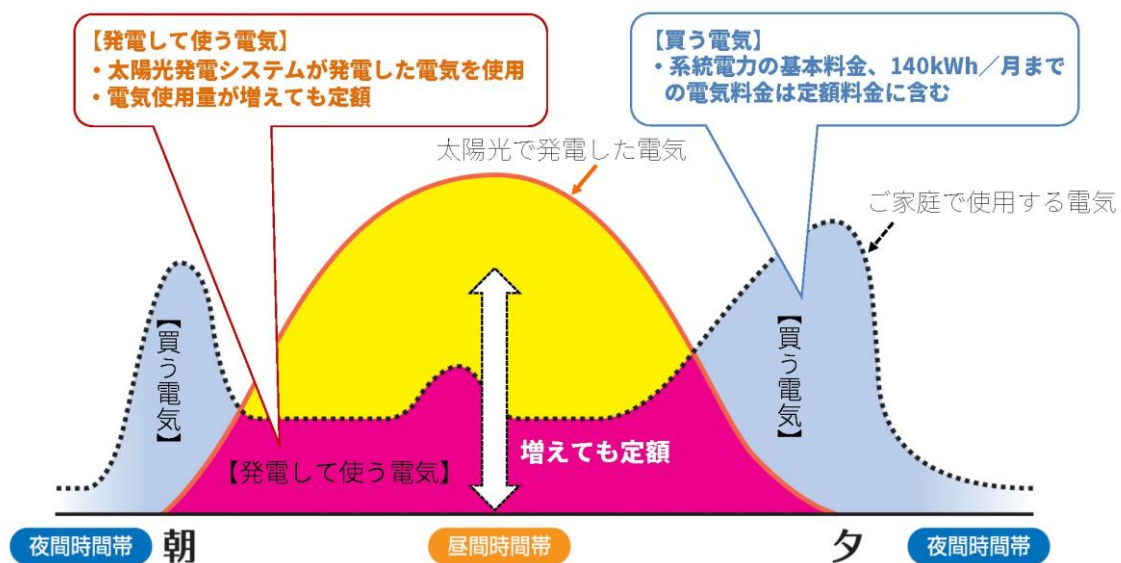 【発電して使う電気】
・太陽光発電システムが発電した電気を使用
・電気使用量が増えても定額
【買う電気】
・系統電力の基本料金、140kWh／月まで
の電気料金は定額料金に含む
太陽光で発電した電気
ご家庭で使用する電気
【買う電気】
【買う電気】
【発電して使う電気】
増えても定額
夜間時間帯
朝
昼間時間帯
夕
夜間時間帯